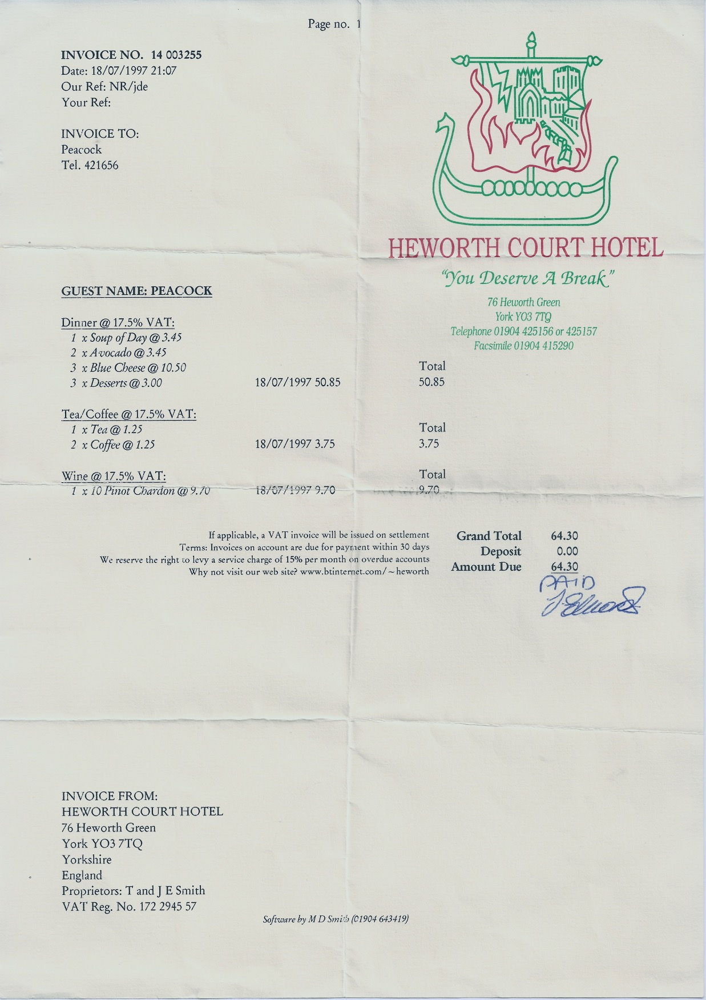 Page no. 1
INVOICE NO. 14 003255
Date: 18/07/1997 21:07
Our Ref: NR/jde
Your Ref:
INVOICE TO:
Peacock
Tel. 421656
HEWORTH COURT HOTEL
"You Deserve A Break"
76 Heworth Green
York YO3 7TQ
Telephone 01904 425156 or 425157
Facsimile 01904 415290
GUEST NAME: PEACOCK
Dinner @ 17.5% VAT:
1 x Soup of Day @ 3.45
2 x Avocado @ 3.45
3 x Blue Cheese @ 10.50 Total
3 x Desserts @ 3.00 18/07/1997 50.85 50.85
Tea/Coffee @ 17.5% VAT:
1 x Tea @ 1.25 Total
2 x Coffee @ 1.25 18/07/1997 3.75 3.75
Wine @ 17.5% VAT: Total
1 x 10 Pinot Chardon @ 9.70 18/07/1997 9.70 9.70
If applicable, a VAT invoice will be issued on settlement
Terms: Invoices on account are due for payment within 30 days
We reserve the right to levy a service charge of 15% per month on overdue accounts
Why not visit our web site? www.btinternet.com/~heworth
Grand Total 64.30
Deposit 0.00
Amount Due 64.30
PAID
INVOICE FROM:
HEWORTH COURT HOTEL
76 Heworth Green
York YO3 7TQ
Yorkshire
England
Proprietors: T and J E Smith
VAT Reg. No. 172 2945 57
Software by M D Smith (01904 643419)